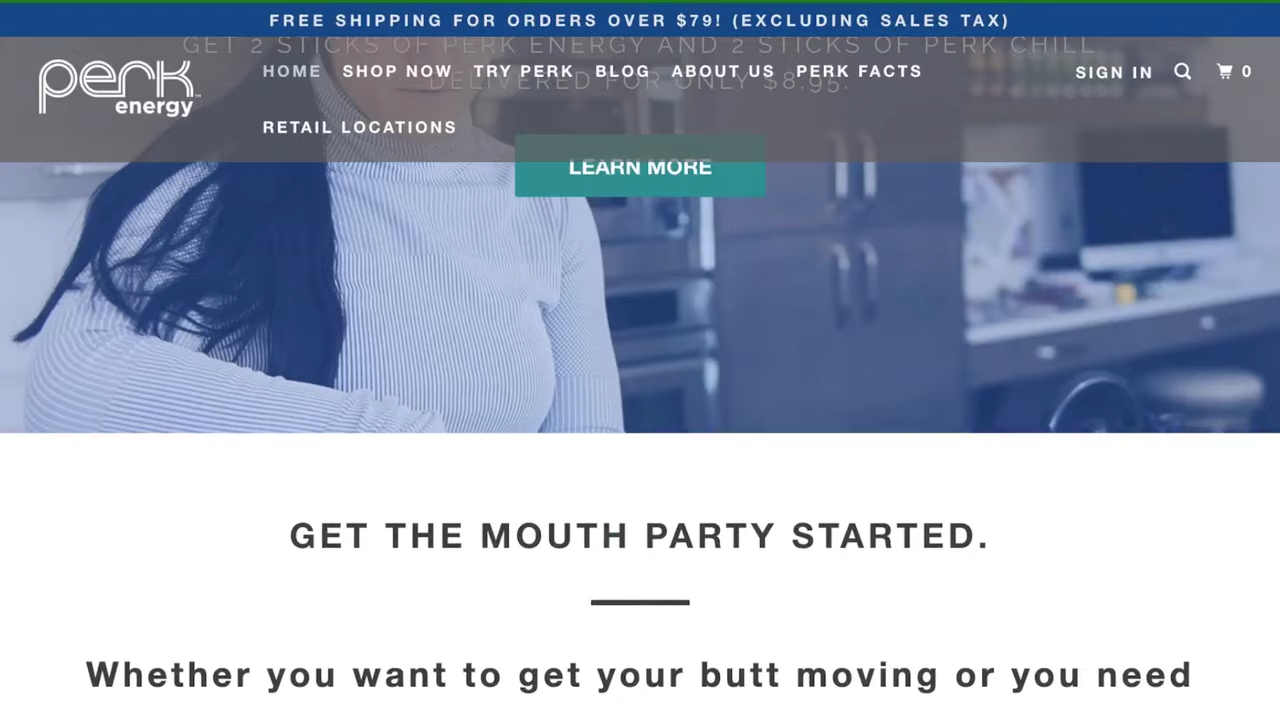 FREE SHIPPING FOR ORDERS OVER $79! (EXCLUDING SALES TAX)
GET 2 STICKS OF PERK ENERGY AND 2 STICKS OF PERK CHILL
DELIVERED FOR ONLY $8.95.
perk energy
HOME SHOP NOW TRY PERK BLOG ABOUT US PERK FACTS
RETAIL LOCATIONS
SIGN IN 0
LEARN MORE
GET THE MOUTH PARTY STARTED.
Whether you want to get your butt moving or you need